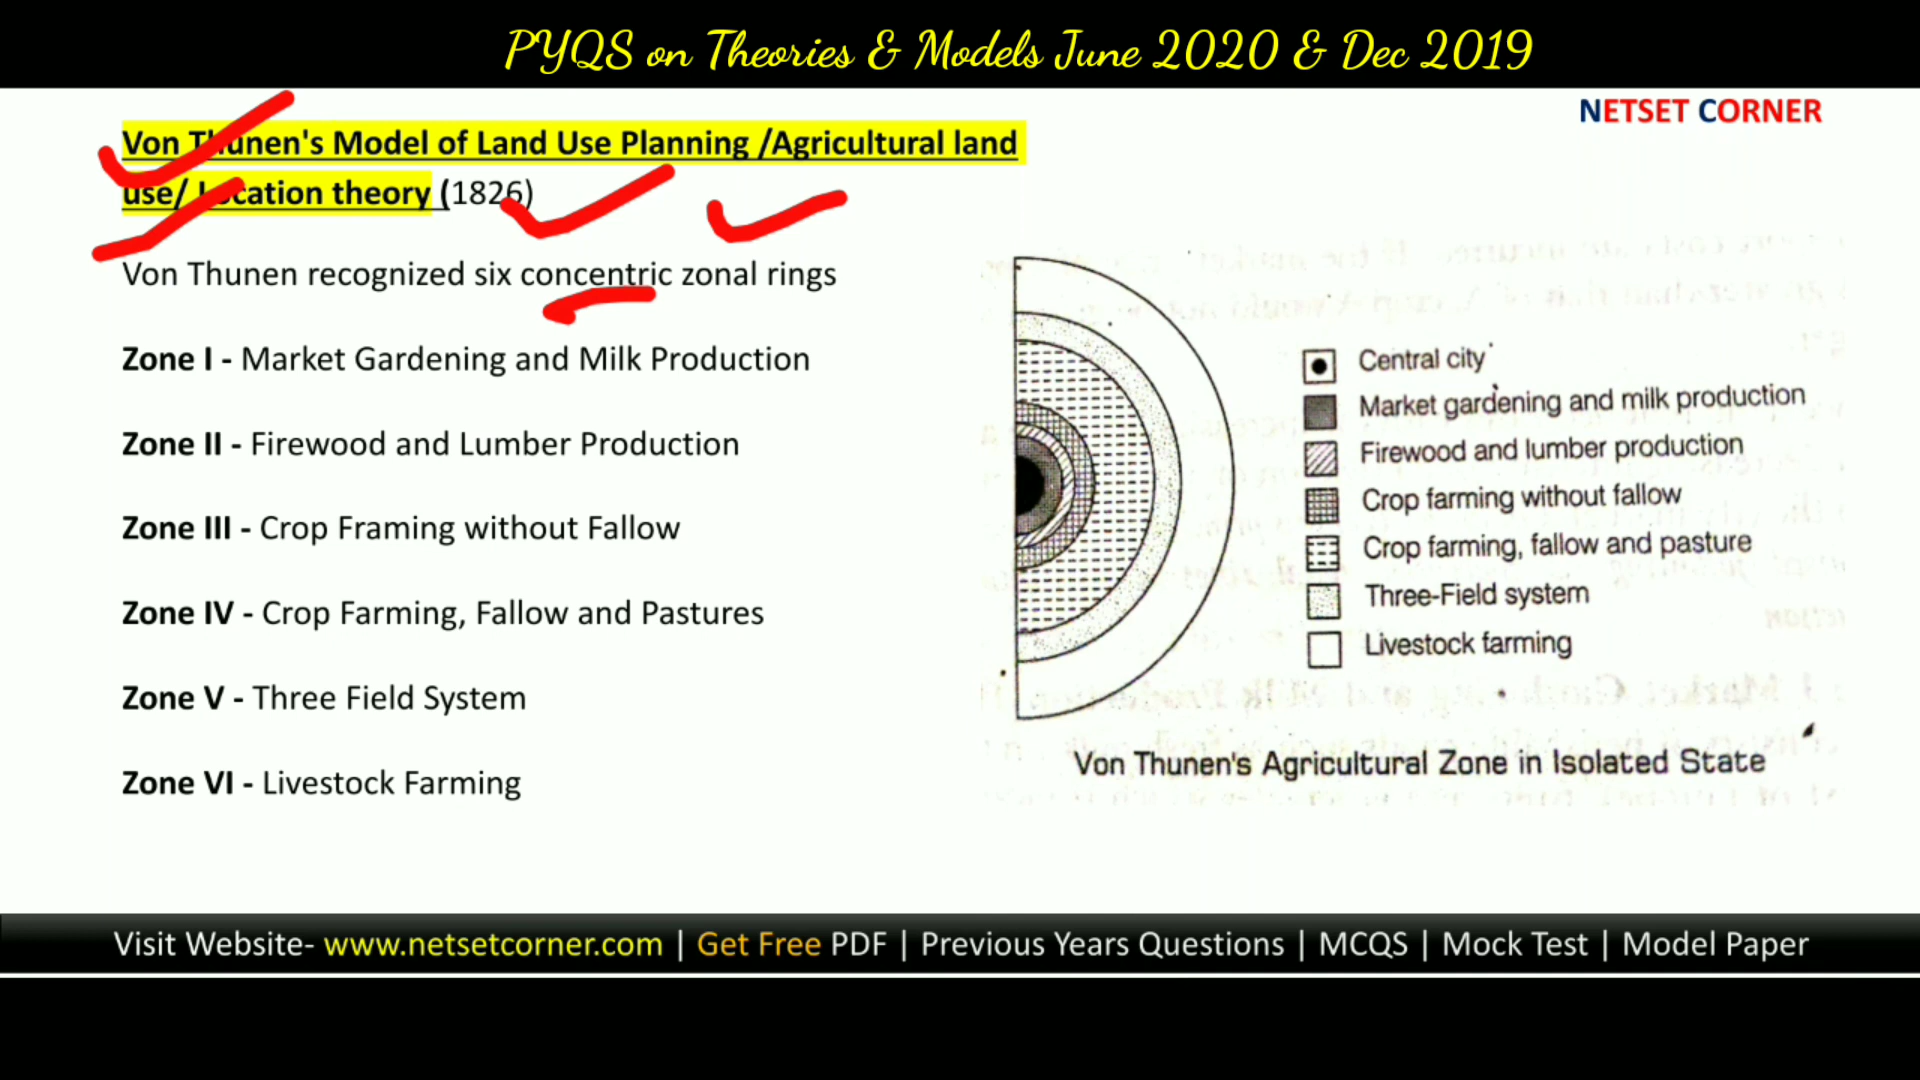 PYQS on Theories & Models June 2020 & Dec 2019
NETSET CORNER
Von Thunen's Model of Land Use Planning /Agricultural land
use/ Location theory (1826)
Von Thunen recognized six concentric zonal rings
Zone I - Market Gardening and Milk Production
Zone II - Firewood and Lumber Production
Zone III - Crop Framing without Fallow
Zone IV - Crop Farming, Fallow and Pastures
Zone V - Three Field System
Zone VI - Livestock Farming
Central city
Market gardening and milk production
Firewood and lumber production
Crop farming without fallow
Crop farming, fallow and pasture
Three-Field system
Livestock farming
Von Thunen's Agricultural Zone in Isolated State
Visit Website- www.netsetcorner.com | Get Free PDF | Previous Years Questions | MCQS | Mock Test | Model Paper